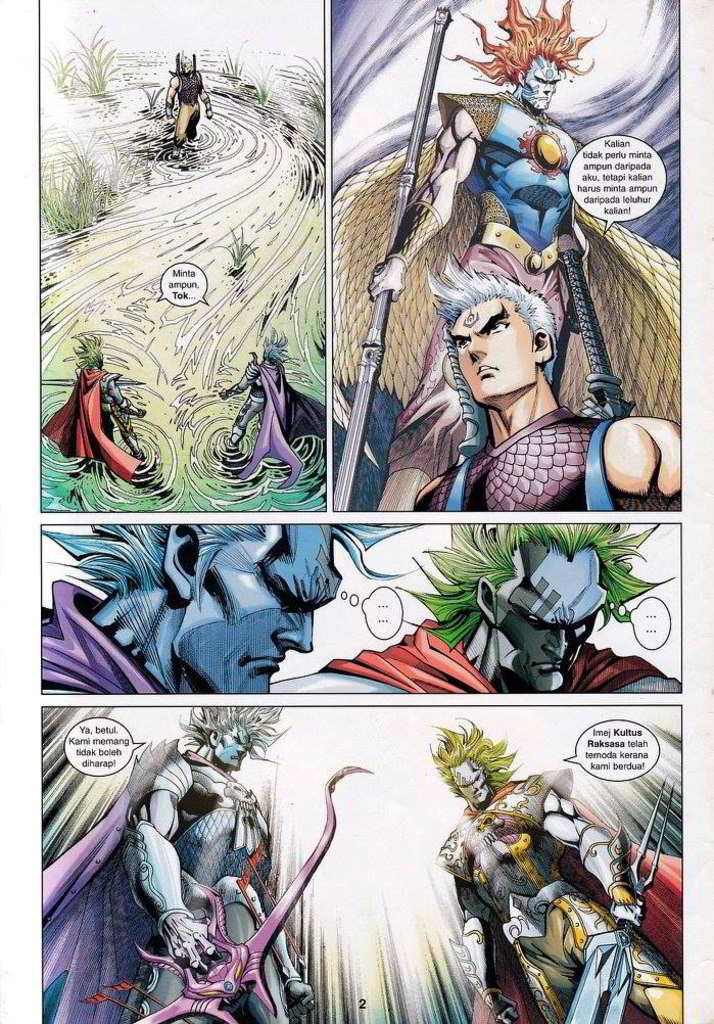 Minta
ampun,
Tok...
Kalian
tidak perlu minta
ampun daripada
aku, tetapi kalian
harus minta ampun
daripada leluhur
kalian!
...
...
...
...
Ya, betul.
Kami memang
tidak boleh
diharap!
Imej Kultus
Raksasa telah
ternoda kerana
kami berdua!
2